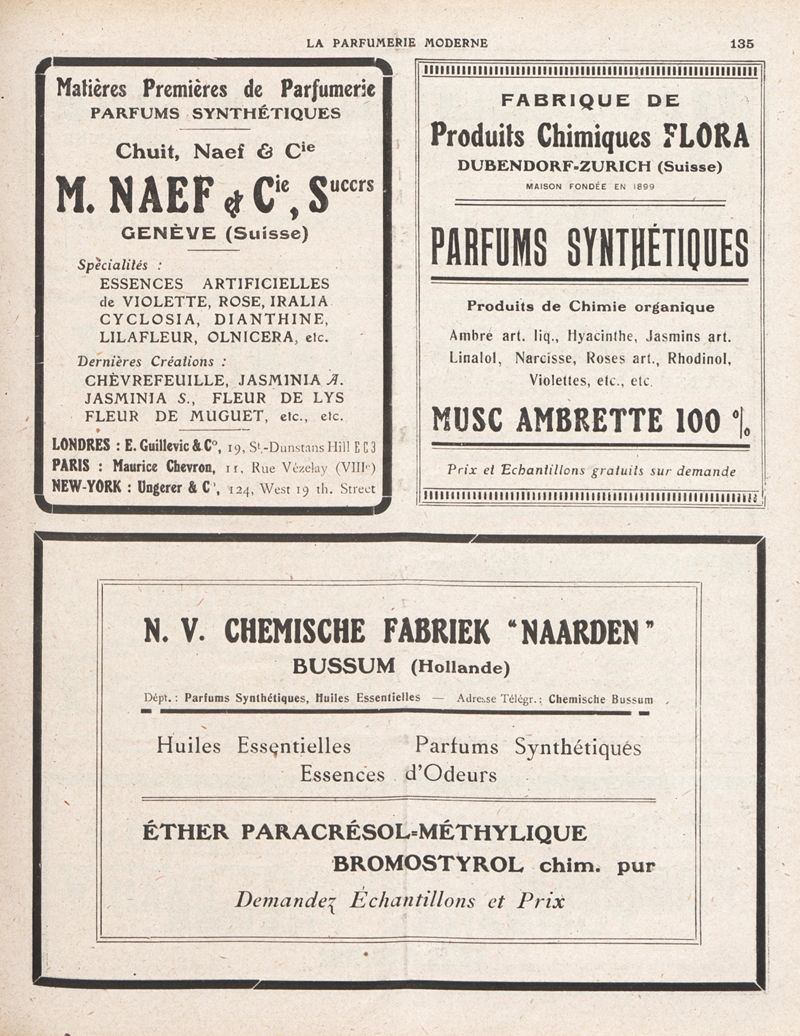 LA PARFUMERIE MODERNE
135
Matières Premières de Parfumerie
PARFUMS SYNTHÉTIQUES
Chuit, Naef & Cie
M. NAEF & Cie, Succrs
GENÈVE (Suisse)
Spécialités :
ESSENCES ARTIFICIELLES
de VIOLETTE, ROSE, IRALIA
CYCLOSIA, DIANTHINE,
LILAFLEUR, OLNICERA, etc.
Dernières Créations :
CHÈVREFEUILLE, JASMINIA A.
JASMINIA S., FLEUR DE LYS
FLEUR DE MUGUET, etc., etc.
LONDRES : E. Guillevic & Co, 19, St.-Dunstans Hill E C 3
PARIS : Maurice Chevron, 11, Rue Vézelay (VIIIe)
NEW-YORK : Ungerer & C', 124, West 19 th. Street
FABRIQUE DE
Produits Chimiques FLORA
DUBENDORF-ZURICH (Suisse)
MAISON FONDÉE EN 1899
PARFUMS SYNTHÉTIQUES
Produits de Chimie organique
Ambre art. liq., Hyacinthe, Jasmins art.
Linalol, Narcisse, Roses art., Rhodinol,
Violettes, etc., etc.
MUSC AMBRETTE 100 %
Prix et Echantillons gratuits sur demande
N. V. CHEMISCHE FABRIEK "NAARDEN"
BUSSUM (Hollande)
Dépt. : Parfums Synthétiques, Huiles Essentielles — Adresse Télégr. : Chemische Bussum
Huiles Essentielles Parfums Synthétiques
Essences d'Odeurs
ÉTHER PARACRÉSOL-MÉTHYLIQUE
BROMOSTYROL chim. pur
Demandez Échantillons et Prix